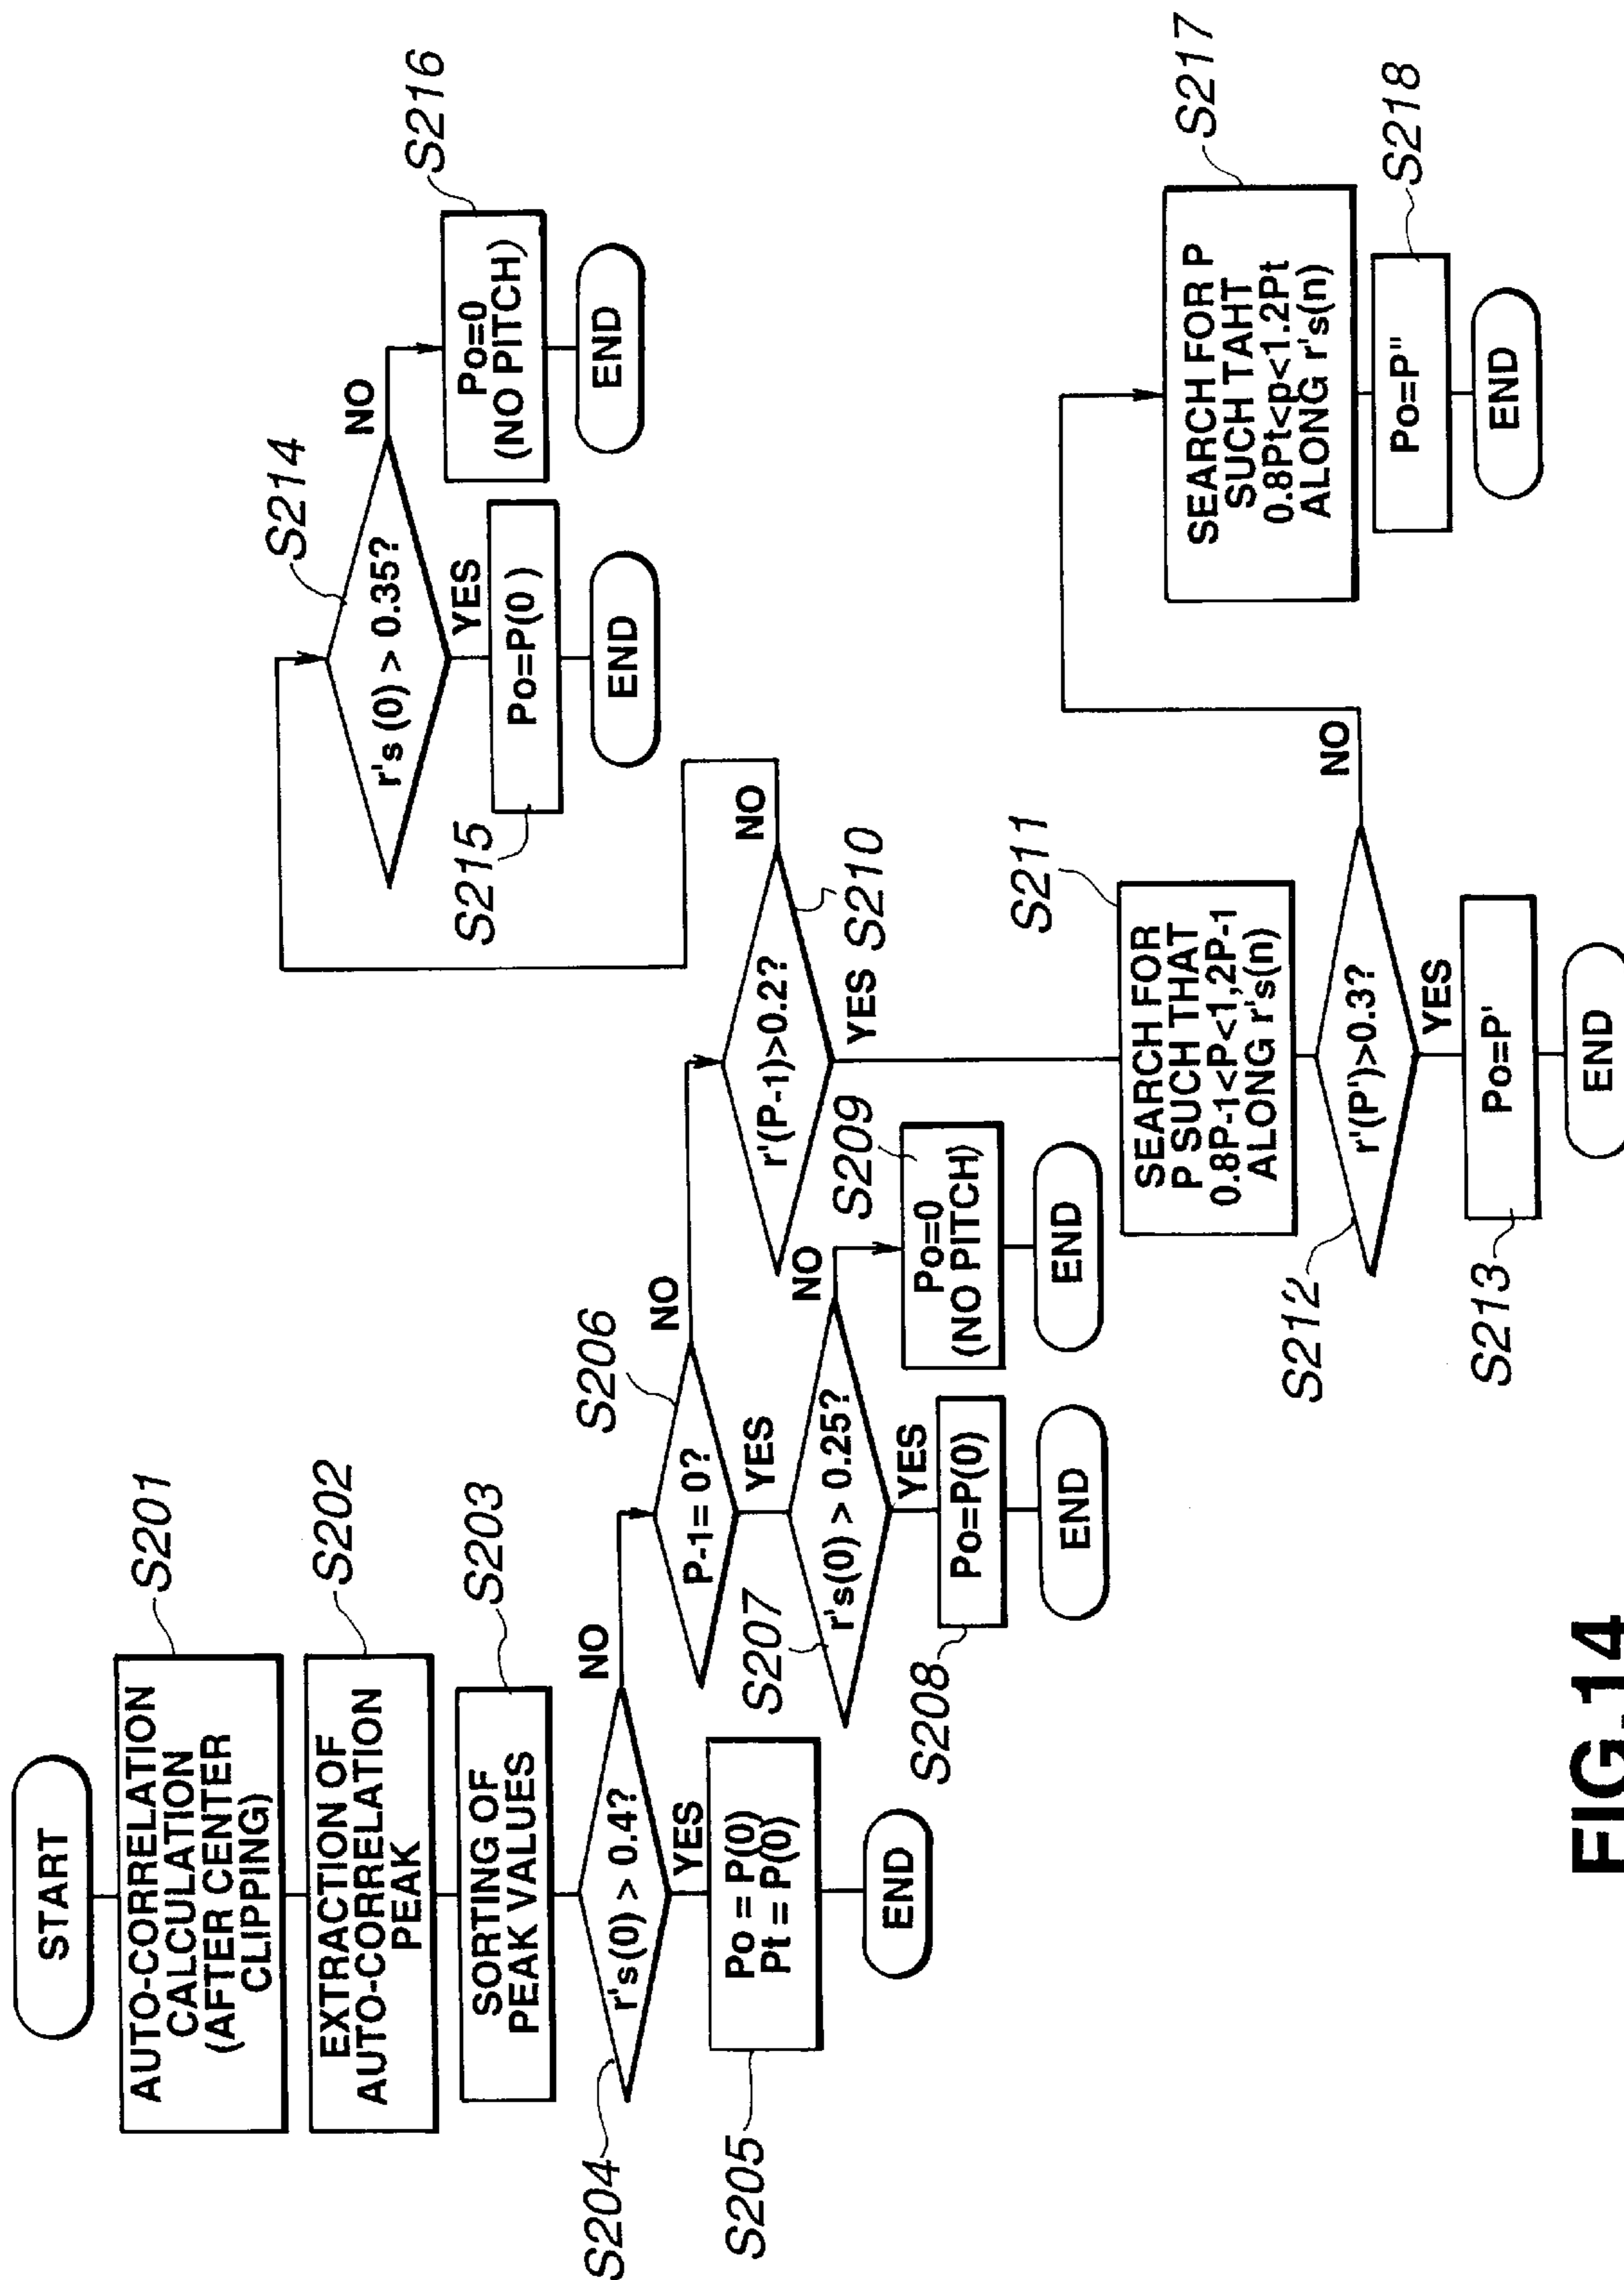 START
AUTO-CORRELATION
CALCULATION
(AFTER CENTER
CLIPPING)
S201
EXTRACTION OF
AUTO-CORRELATION
PEAK
S202
SORTING OF
PEAK VALUES
S203
r's(0) > 0.4?
S204
NO
YES
Po = P(0)
Pt = P(0)
S205
END
P-1= 0?
S206
NO
YES
r's(0) > 0.25?
S207
NO
YES
Po=P(0)
S208
END
Po=0
(NO PITCH)
S209
END
r'(P-1)>0.2?
S210
NO
YES
SEARCH FOR
P SUCH THAT
0.8P-1<P<1,2P-1
ALONG r's(n)
S211
r'(P')>0.3?
S212
NO
YES
Po=P'
S213
END
r's (0) > 0.35?
S214
NO
YES
Po=P(0 )
S215
END
Po=0
(NO PITCH)
S216
END
SEARCH FOR P
SUCH TAHT
0.8Pt<p<1.2Pt
ALONG r's(n)
S217
Po=P"
S218
END
FIG.14